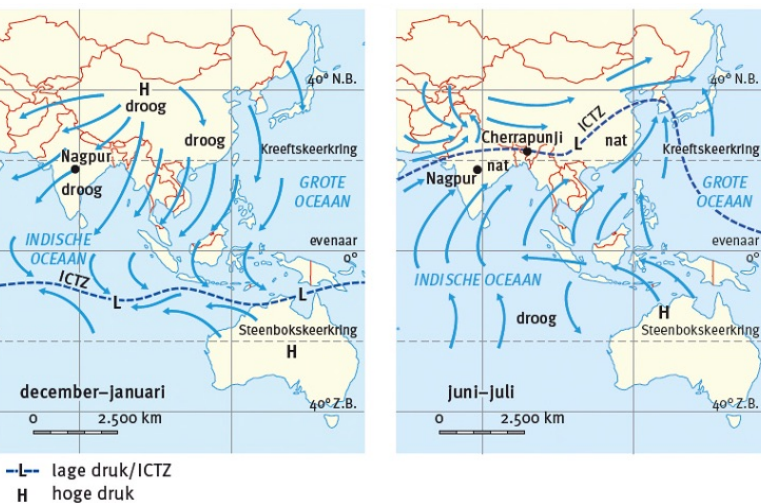 40° N.B.
H
droog
droog
Nagpur
droog
Kreeftskeerkring
GROTE
OCEAAN
INDISCHE
OCEAAN
evenaar
0°
ICTZ
L
L
Steenbokskeerkring
H
december–januari
0 2.500 km
40° Z.B.
40° N.B.
ICTZ
Cherrapunji
L
nat
Kreeftskeerkring
nat
Nagpur
GROTE
OCEAAN
evenaar
0°
INDISCHE OCEAAN
droog
H
Steenbokskeerkring
juni–juli
0 2.500 km
40° Z.B.
L lage druk/ICTZ
H hoge druk